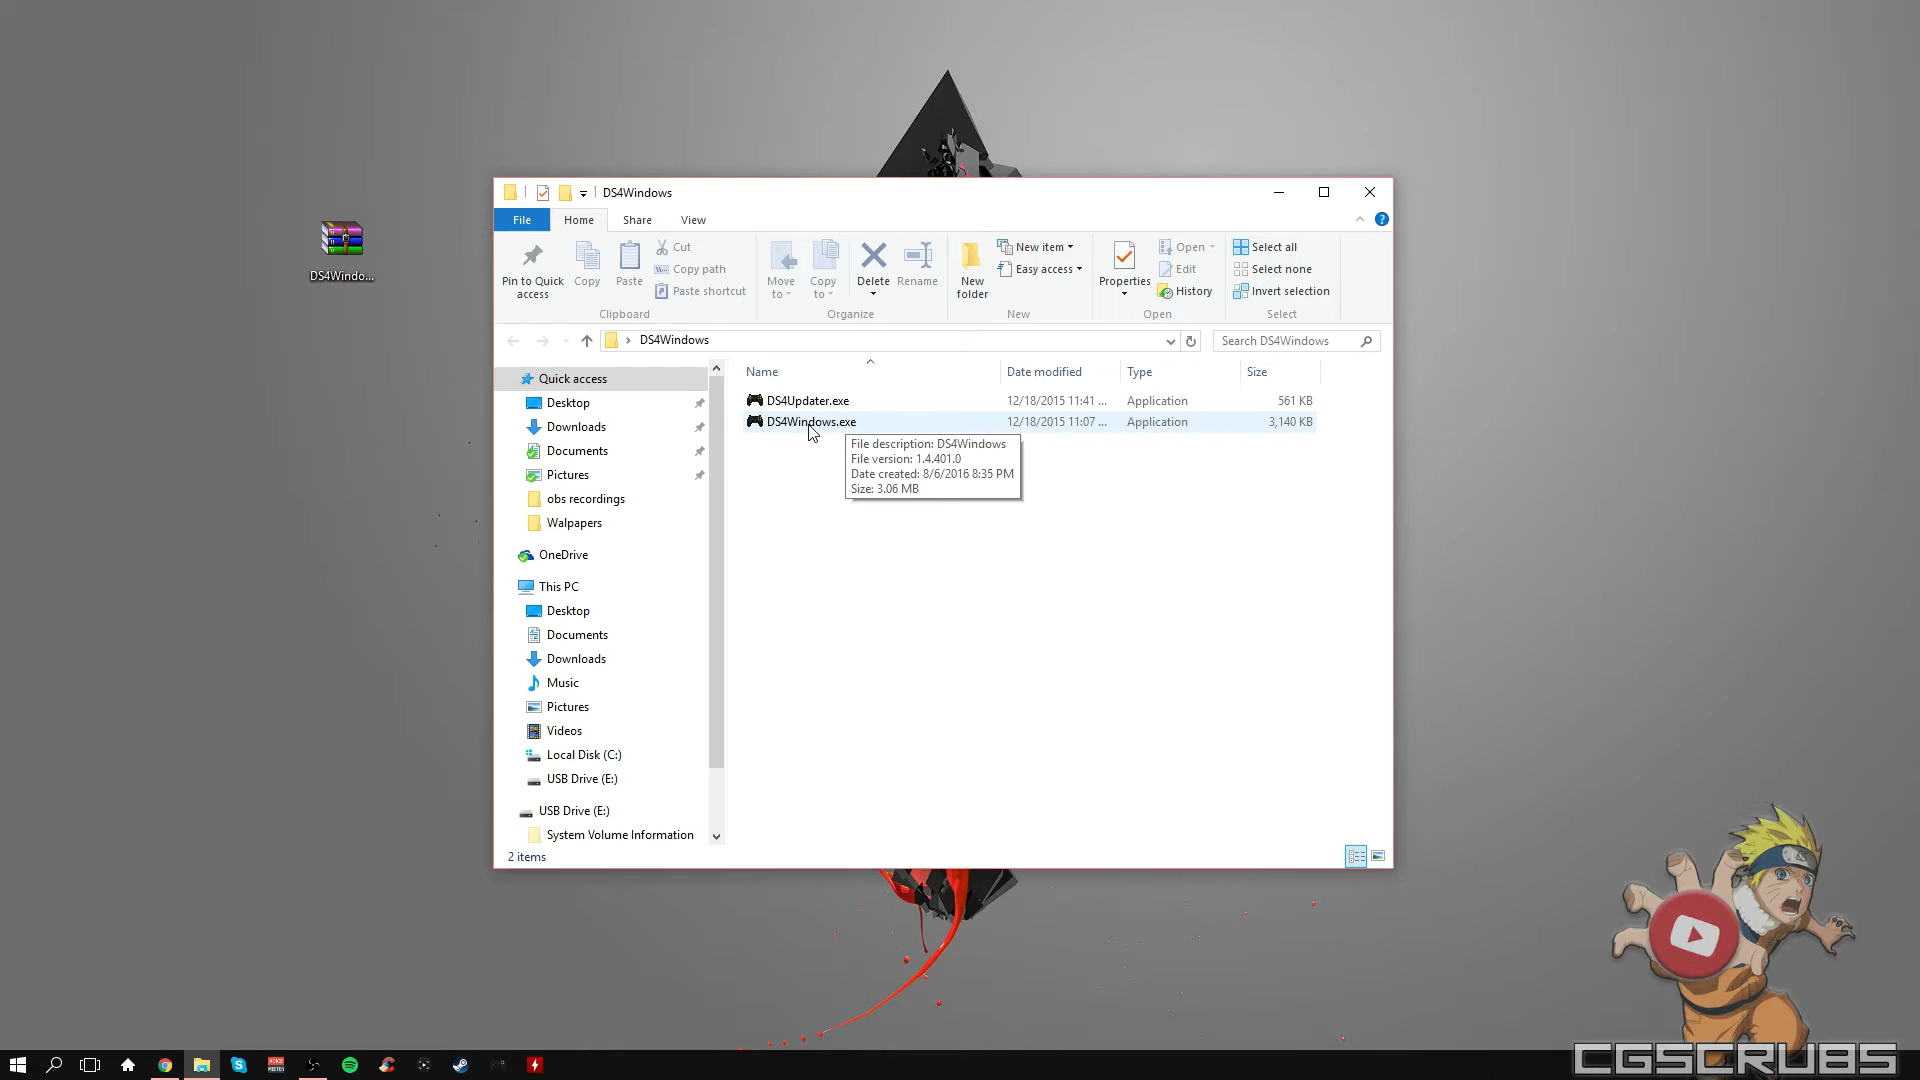 DS4Windows
File
Home
Share
View
Pin to Quick access
Copy
Paste
Cut
Copy path
Paste shortcut
Clipboard
Move to
Copy to
Delete
Rename
Organize
New folder
New item
Easy access
New
Properties
Open
Edit
History
Open
Select all
Select none
Invert selection
Select
DS4Windows
Search DS4Windows
DS4Windo...
Name
Date modified
Type
Size
DS4Updater.exe
12/18/2015 11:41 ...
Application
561 KB
DS4Windows.exe
12/18/2015 11:07 ...
Application
3,140 KB
File description: DS4Windows
File version: 1.4.401.0
Date created: 8/6/2016 8:35 PM
Size: 3.06 MB
Quick access
Desktop
Downloads
Documents
Pictures
obs recordings
Walpapers
OneDrive
This PC
Desktop
Documents
Downloads
Music
Pictures
Videos
Local Disk (C:)
USB Drive (E:)
USB Drive (E:)
System Volume Information
2 items
CGSCRUBS